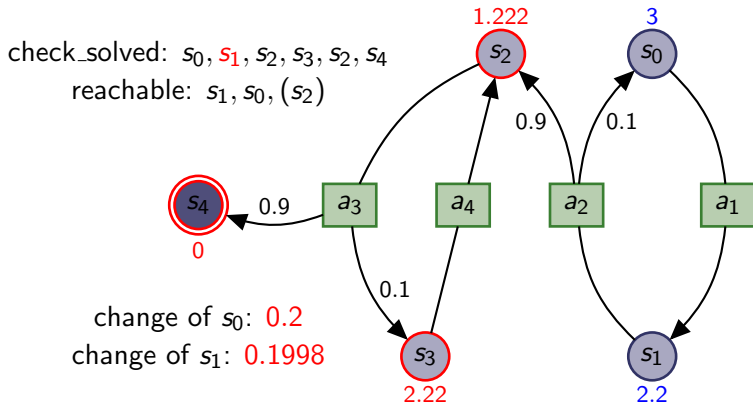 1.222
3
check_solved: s₀, s₁, s₂, s₃, s₂, s₄
s₂
s₀
reachable: s₁, s₀, (s₂)
0.9
0.1
s₄
0.9
a₃
a₄
a₂
a₁
0
0.1
change of s₀: 0.2
change of s₁: 0.1998
s₃
s₁
2.22
2.2